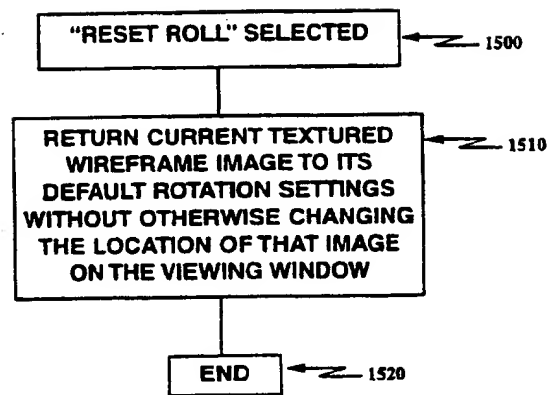 "RESET ROLL" SELECTED
1500
RETURN CURRENT TEXTURED
WIREFRAME IMAGE TO ITS
DEFAULT ROTATION SETTINGS
WITHOUT OTHERWISE CHANGING
THE LOCATION OF THAT IMAGE
ON THE VIEWING WINDOW
1510
END
1520